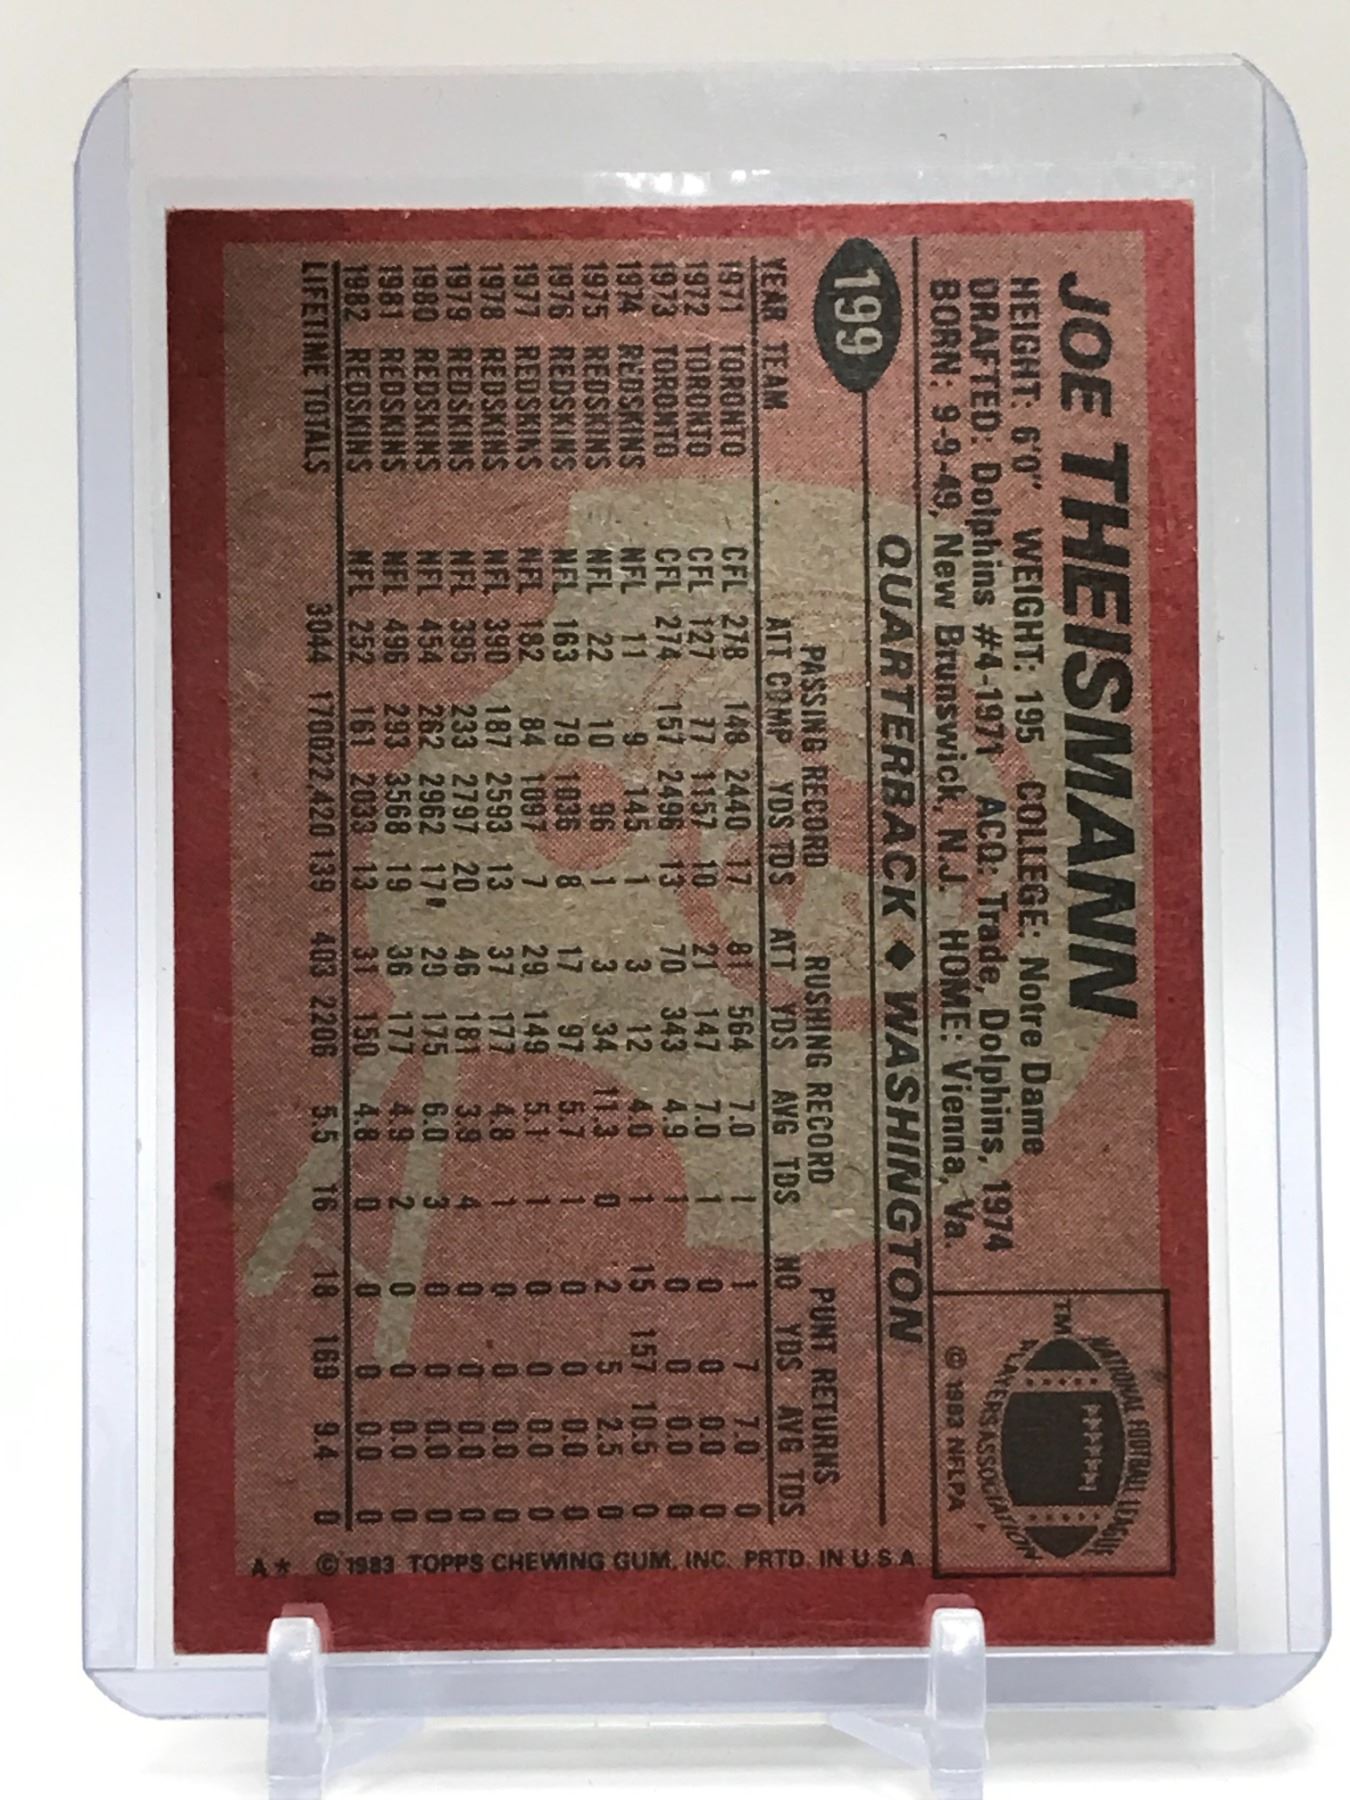 JOE THEISMANN
HEIGHT: 6'0" WEIGHT: 195 COLLEGE: Notre Dame
DRAFTED: Dolphins #4-1971 ACQ: Trade, Dolphins, 1974
BORN: 9-9-49, New Brunswick, N.J. HOME: Vienna, Va.
TM
NATIONAL FOOTBALL LEAGUE
PLAYERS ASSOCIATION
© 1983 NFLPA
199
QUARTERBACK ◆ WASHINGTON
PASSING RECORD RUSHING RECORD PUNT RETURNS
YEAR TEAM ATT COMP YDS TDS ATT YDS AVG TDS NO YDS AVG TDS
1971 TORONTO CFL 278 148 2440 17 81 564 7.0 1 1 7 7.0 0
1972 TORONTO CFL 127 77 1157 10 21 147 7.0 1 0 0 0.0 0
1973 TORONTO CFL 274 157 2496 13 70 343 4.9 1 0 0 0.0 0
1974 REDSKINS NFL 11 9 145 1 3 12 4.0 1 15 157 10.5 0
1975 REDSKINS NFL 22 10 96 1 3 34 11.3 0 2 5 2.5 0
1976 REDSKINS NFL 163 79 1036 8 17 97 5.7 1 0 0 0.0 0
1977 REDSKINS NFL 182 84 1097 7 29 149 5.1 1 0 0 0.0 0
1978 REDSKINS NFL 390 187 2593 13 37 177 4.8 1 0 0 0.0 0
1979 REDSKINS NFL 395 233 2797 20 46 181 3.9 4 0 0 0.0 0
1980 REDSKINS NFL 454 262 2962 17 29 175 6.0 3 0 0 0.0 0
1981 REDSKINS NFL 496 293 3568 19 36 177 4.9 2 0 0 0.0 0
1982 REDSKINS NFL 252 161 2033 13 31 150 4.8 0 0 0 0.0 0
LIFETIME TOTALS 3044 1700 22,420 139 403 2206 5.5 16 18 169 9.4 0
A* © 1983 TOPPS CHEWING GUM, INC. PRTD. IN U.S.A.